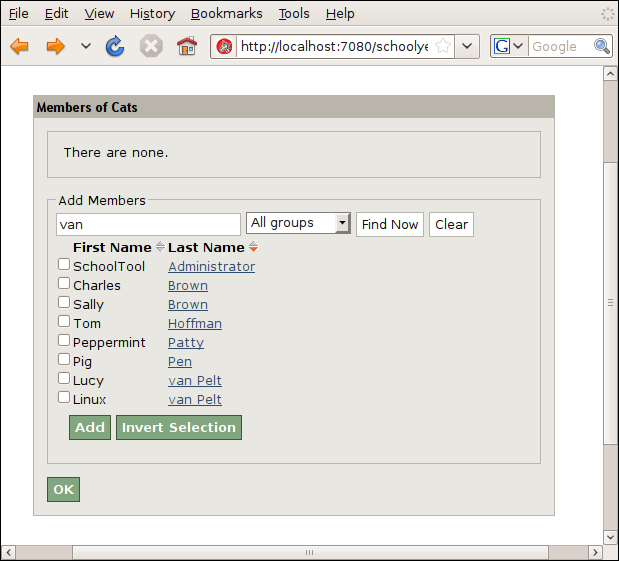 File Edit View History Bookmarks Tools Help
http://localhost:7080/schoolye G Google
Members of Cats
There are none.
Add Members
van All groups Find Now Clear
First Name Last Name
SchoolTool Administrator
Charles Brown
Sally Brown
Tom Hoffman
Peppermint Patty
Pig Pen
Lucy van Pelt
Linux van Pelt
Add Invert Selection
OK